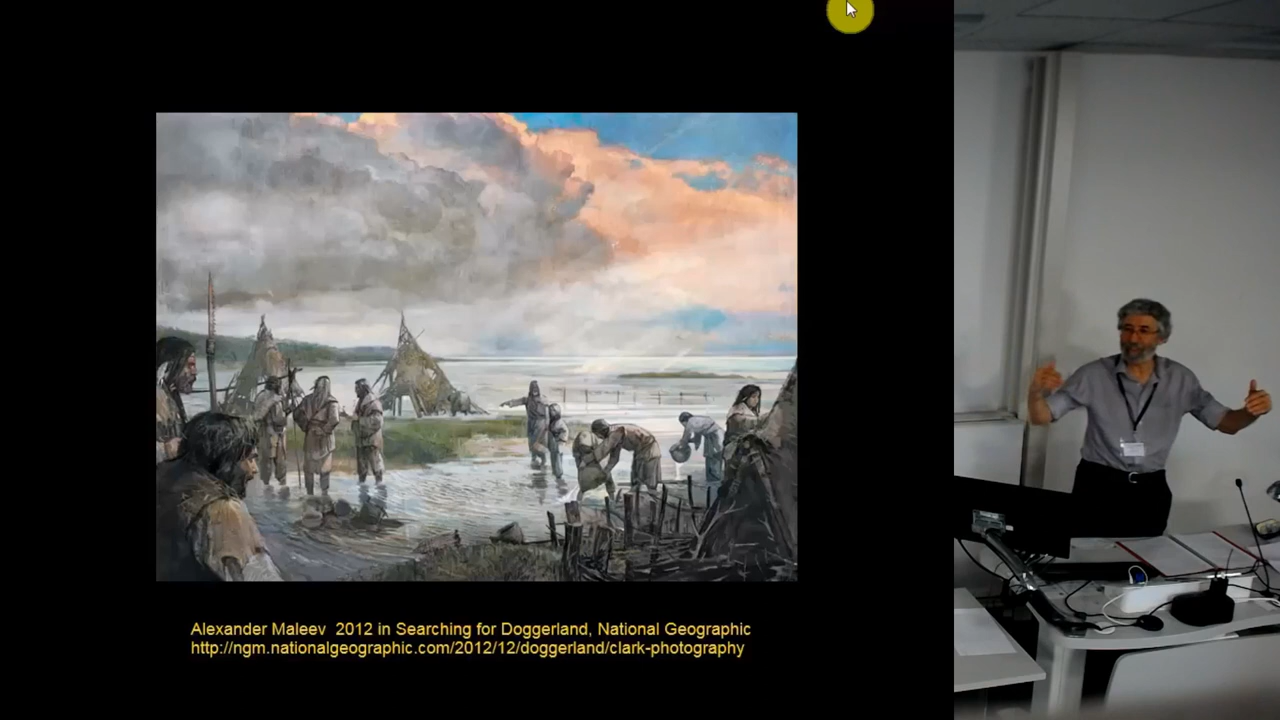 Alexander Maleev  2012 in Searching for Doggerland, National Geographic
http://ngm.nationalgeographic.com/2012/12/doggerland/clark-photography